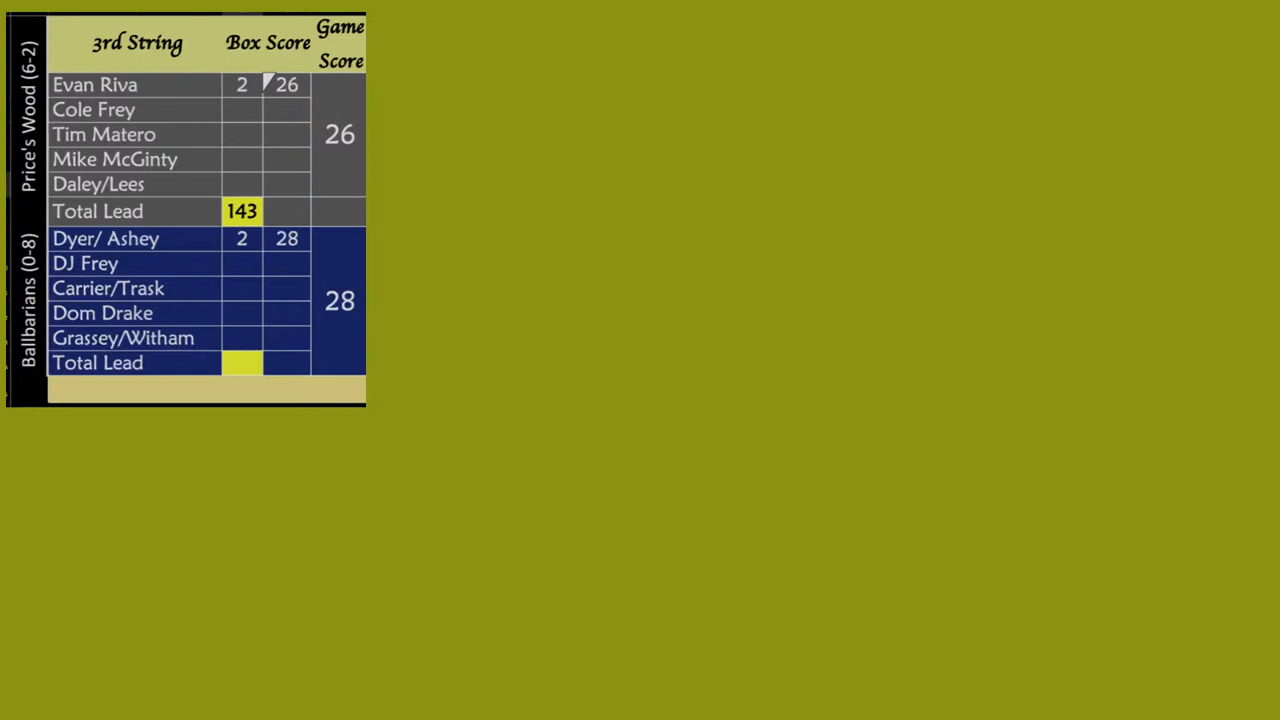 Price's Wood (6-2)
3rd String Box Score Game Score
Evan Riva 2 26
Cole Frey
Tim Matero
26
Mike McGinty
Daley/Lees
Total Lead 143
Ballbarians (0-8)
Dyer/ Ashey 2 28
DJ Frey
Carrier/Trask
28
Dom Drake
Grassey/Witham
Total Lead